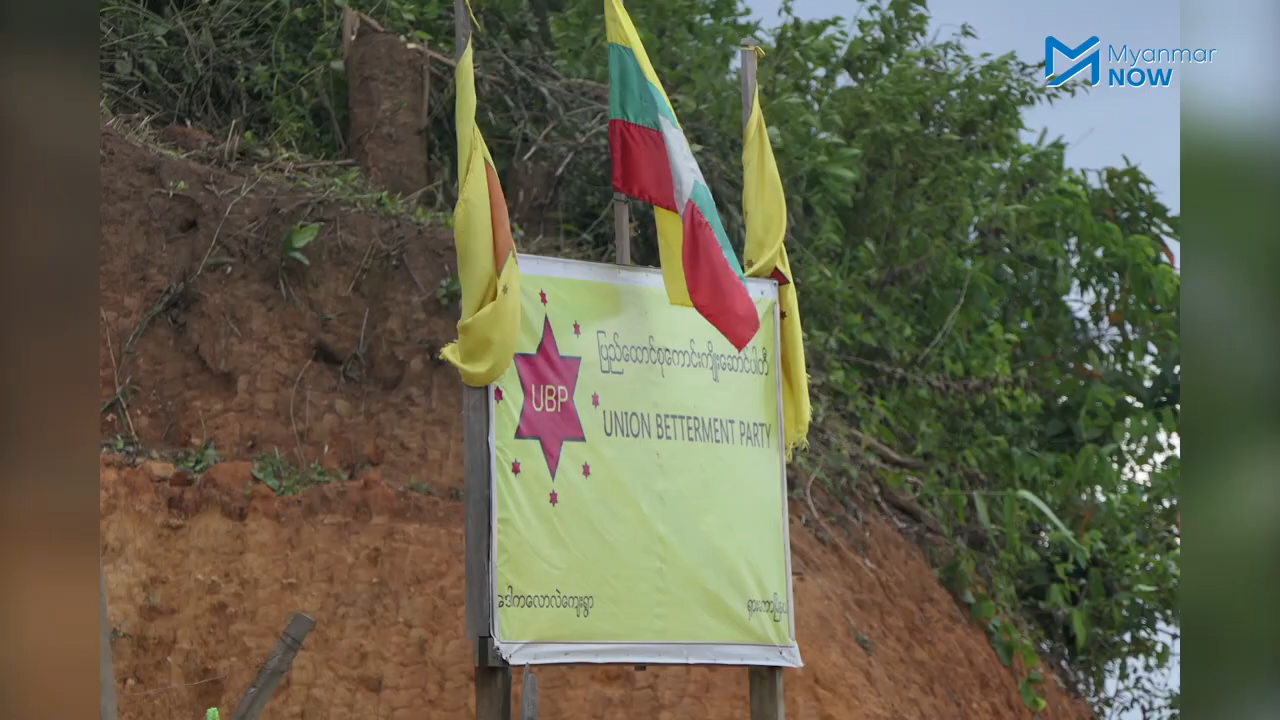 Myanmar
NOW
ပြည်ထောင်စုကောင်းကျိုးဆောင်ပါတီ
UBP
UNION BETTERMENT PARTY